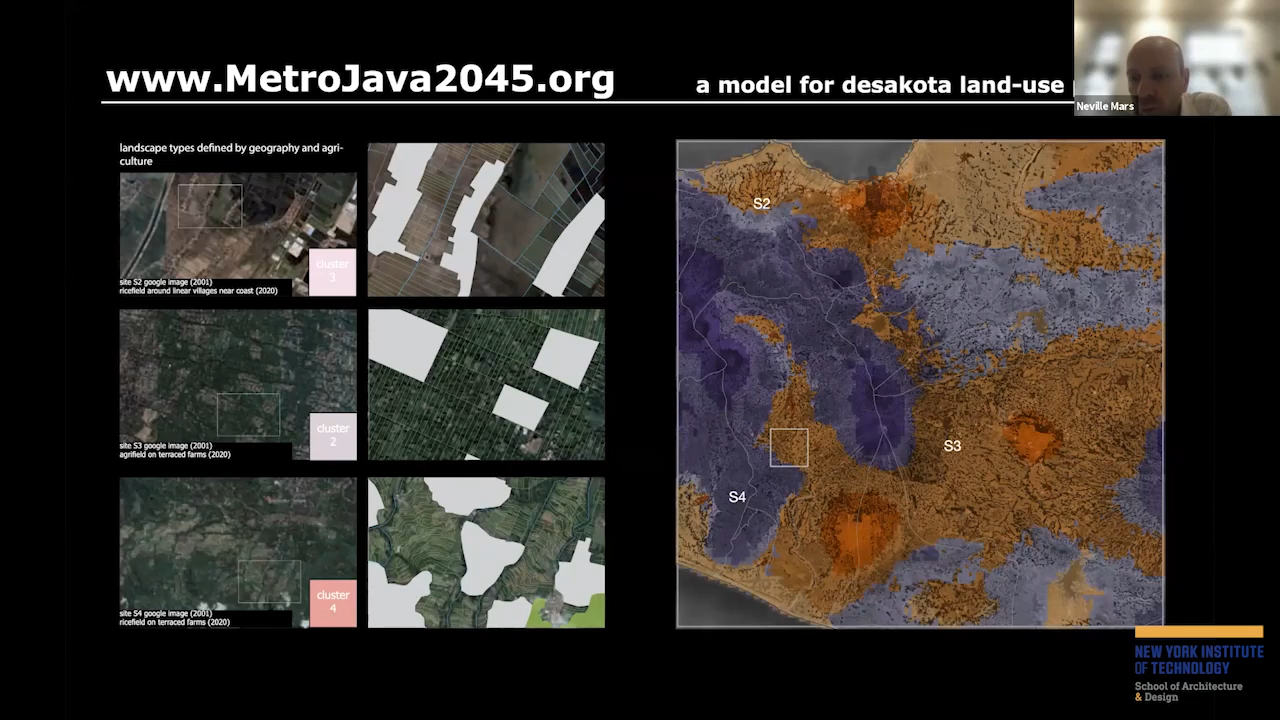 www.MetroJava2045.org
a model for desakota land-use
Neville Mars
landscape types defined by geography and agri-
culture
cluster
3
site S2 google image (2001)
ricefield around linear villages near coast (2020)
cluster
2
site S3 google image (2001)
agrifield on terraced farms (2020)
cluster
4
site S4 google image (2001)
ricefield on terraced farms (2020)
S2
S3
S4
NEW YORK INSTITUTE
OF TECHNOLOGY
School of Architecture
& Design